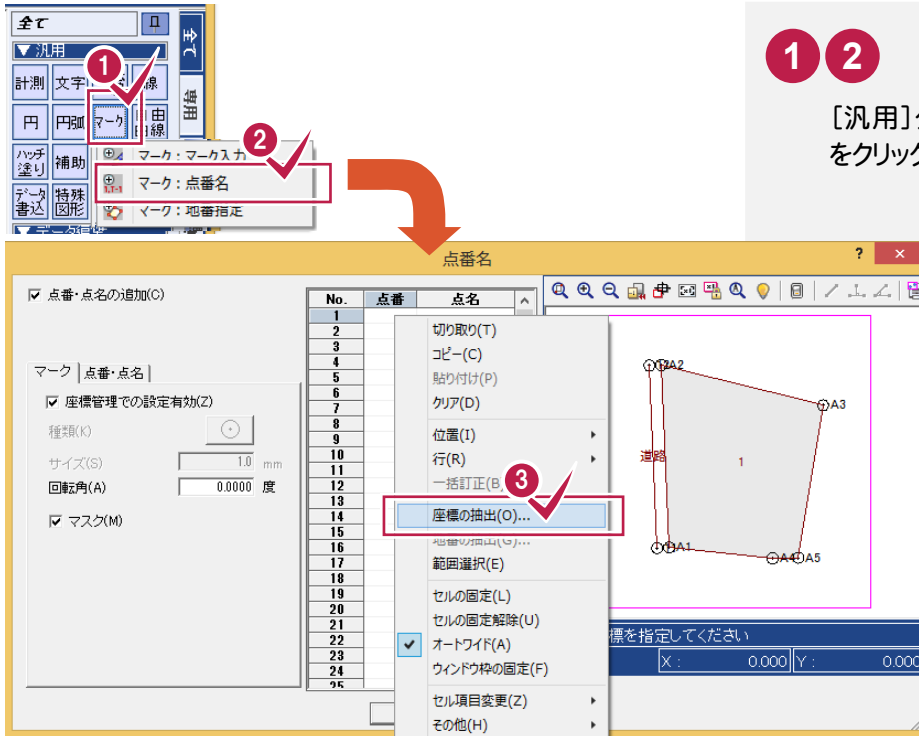 全て
▼ 汎用
計測
円
円弧
マーク
自由曲線
ハッチ塗り
補助
データ書込
特殊図形
全て
専用
1
2
マーク：マーク入力
マーク：点番名
マーク：地番指定
1 2
[汎用]
をクリック
点番名
? ×
点番・点名の追加(C)
マーク
点番・点名
座標管理での設定有効(Z)
種類(K)
サイズ(S) 1.0 mm
回転角(A) 0.0000 度
マスク(M)
No. 点番 点名
1
2
3
4
5
6
7
8
9
10
11
12
13
14
15
16
17
18
19
20
21
22
23
24
25
切り取り(T)
コピー(C)
貼り付け(P)
クリア(D)
位置(I)
行(R)
一括訂正(B)
3
座標の抽出(O)...
地番の抽出(G)...
範囲選択(E)
セルの固定(L)
セルの固定解除(U)
オートワイド(A)
ウィンドウ枠の固定(F)
セル項目変更(Z)
その他(H)
A2
A3
道路
1
A1
A4
A5
標を指定してください
X : 0.000 Y : 0.000